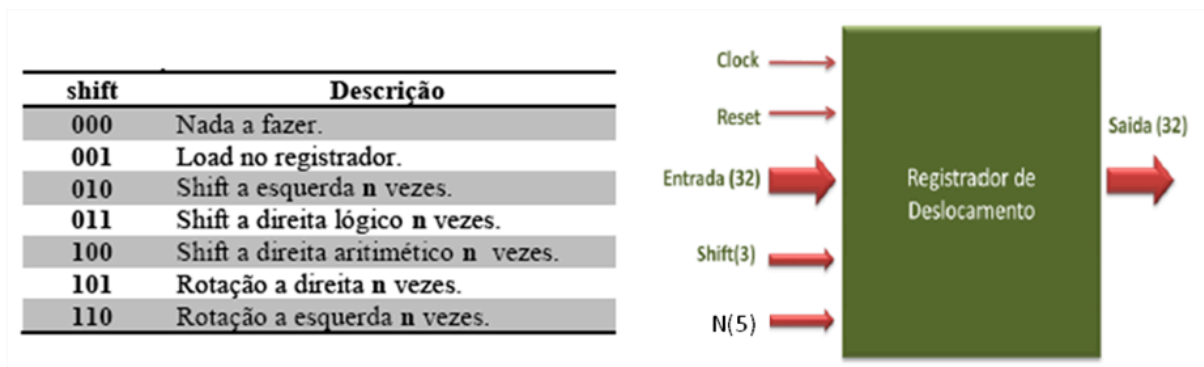 shift Descrição
000 Nada a fazer.
001 Load no registrador.
010 Shift a esquerda n vezes.
011 Shift a direita lógico n vezes.
100 Shift a direita aritimético n vezes.
101 Rotação a direita n vezes.
110 Rotação a esquerda n vezes.
Clock
Reset
Entrada (32)
Shift(3)
N(5)
Registrador de
Deslocamento
Saida (32)